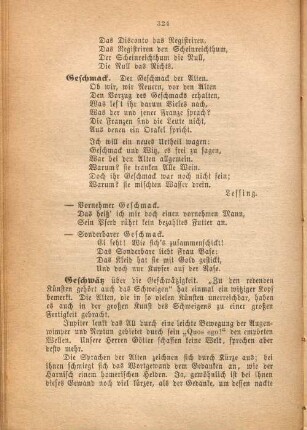 324
Das Disconto das Registriren.
Das Registriren den Scheinreichthum,
Der Scheinreichthum die Null,
Die Null das Nichts.
Geschmack. Der Geschmack der Alten.
Ob wir, wir Neuern, vor den Alten
Den Vorzug des Geschmacks erhalten,
Was lest ihr darum Vieles nach,
Was der und jener Franze sprach?
Die Franzen sind die Leute nicht,
Aus denen ein Orakel spricht.
Ich will ein neues Urtheil wagen:
Geschmack und Witz, es frei zu sagen,
War bei den Alten allgemein.
Warum? sie tranken Alle Wein.
Doch ihr Geschmack war noch nicht fein;
Warum? sie mischten Wasser drein.
Lessing.
— Vornehmer Geschmack.
Das heiß' ich mir doch einen vornehmen Mann,
Sein Pferd rührt kein bezahltes Futter an.
— Sonderbarer Geschmack.
Ei seht! Wie sich's zusammenschickt!
Das Sonderbare liebt Frau Base;
Das Kleid hat sie mit Gold gestickt,
Und doch nur Kupfer auf der Nase.
Geschwätz über die Geschwätzigkeit. „Zu den redenden
Künsten gehört auch das Schweigen" hat einmal ein witziger Kopf
bemerkt. Die Alten, die in so vielen Künsten unerreichbar, haben
es auch in der großen Kunst des Schweigens zu einer großen
Fertigkeit gebracht.
Jupiter lenkt das All durch eine leichte Bewegung der Augen-
wimper und Neptun gebietet durch sein „Quos ego!" den empörten
Wellen. Unsere Herren Götter schaffen keine Welt, sprechen aber
zu viel.
Die Sprachen der Alten zeichnen sich durch Kürze aus; bei
ihnen schmiegt sich das Wortgewand dem Gedanken an, wie der
Harnisch einem homerischen Helden. Ja, gewöhnlich ist bei ihnen
dieses Gewand noch viel kürzer, als der Gedanke, um dessen nackte